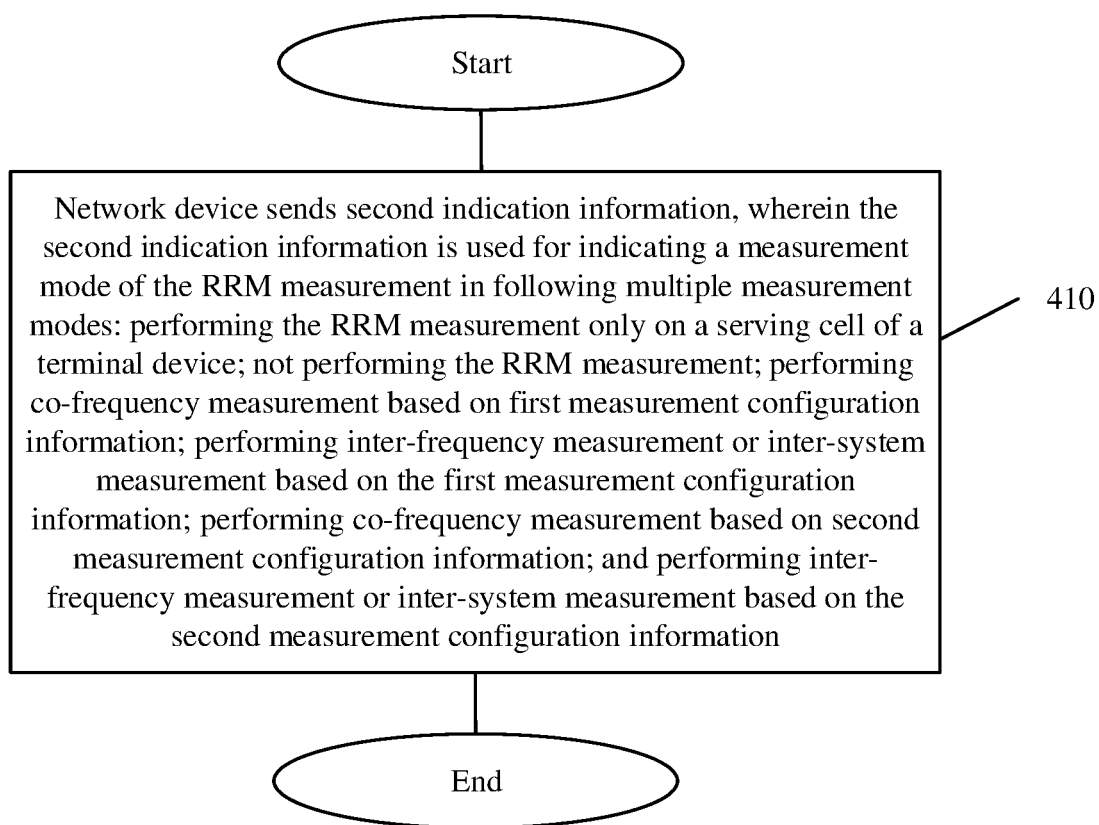 Start
Network device sends second indication information, wherein the
second indication information is used for indicating a measurement
mode of the RRM measurement in following multiple measurement
modes: performing the RRM measurement only on a serving cell of a
terminal device; not performing the RRM measurement; performing
co-frequency measurement based on first measurement configuration
information; performing inter-frequency measurement or inter-system
measurement based on the first measurement configuration
information; performing co-frequency measurement based on second
measurement configuration information; and performing inter-
frequency measurement or inter-system measurement based on the
second measurement configuration information
410
End